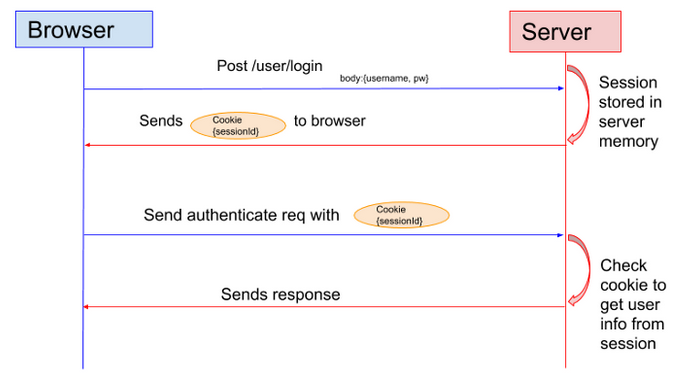 Browser
Server
Post /user/login
body:{username, pw}
Session
stored in
server
memory
Sends Cookie {sessionId} to browser
Send authenticate req with Cookie {sessionId}
Check
cookie to
get user
info from
session
Sends response